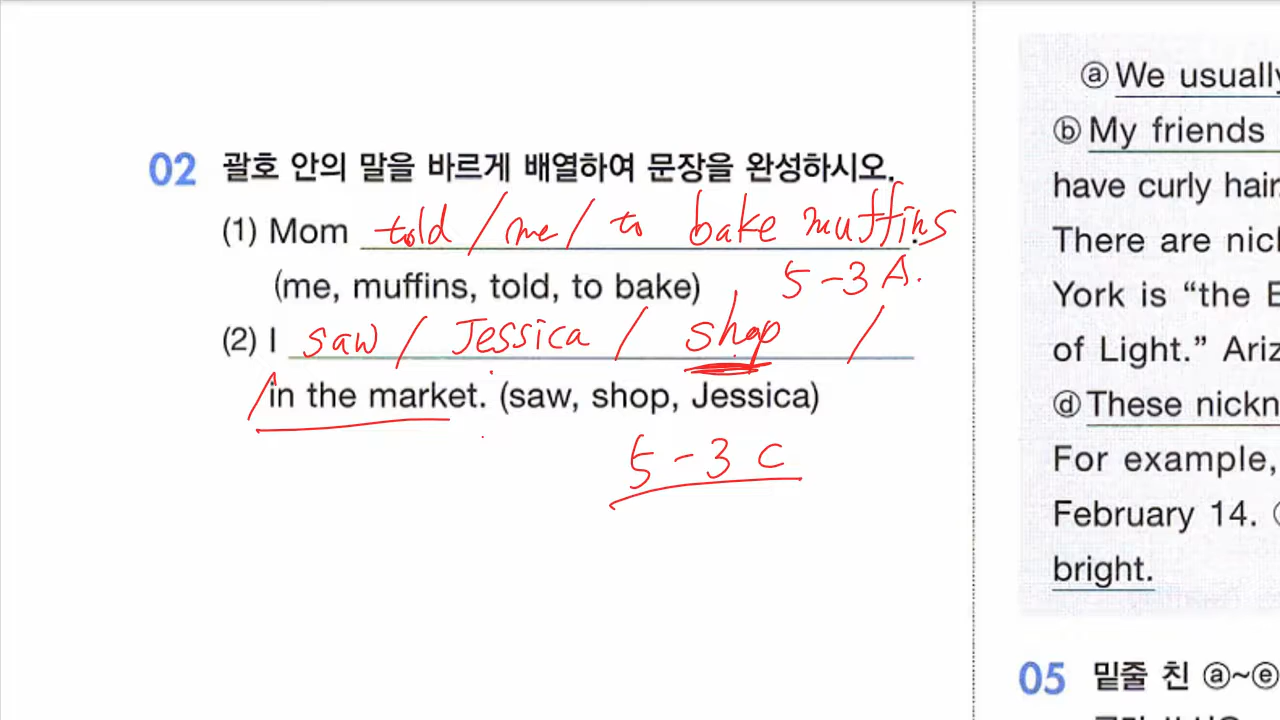 02 괄호 안의 말을 바르게 배열하여 문장을 완성하시오.
(1) Mom told / me / to bake muffins.
(me, muffins, told, to bake) 5-3 A.
(2) I saw / Jessica / shop /
/ in the market. (saw, shop, Jessica)
5-3 C
ⓐ We usually
ⓑ My friends
have curly hair.
There are nick
York is “the E
of Light.” Ariz
ⓓ These nickn
For example,
February 14.
bright.
05 밑줄 친 ⓐ~ⓔ